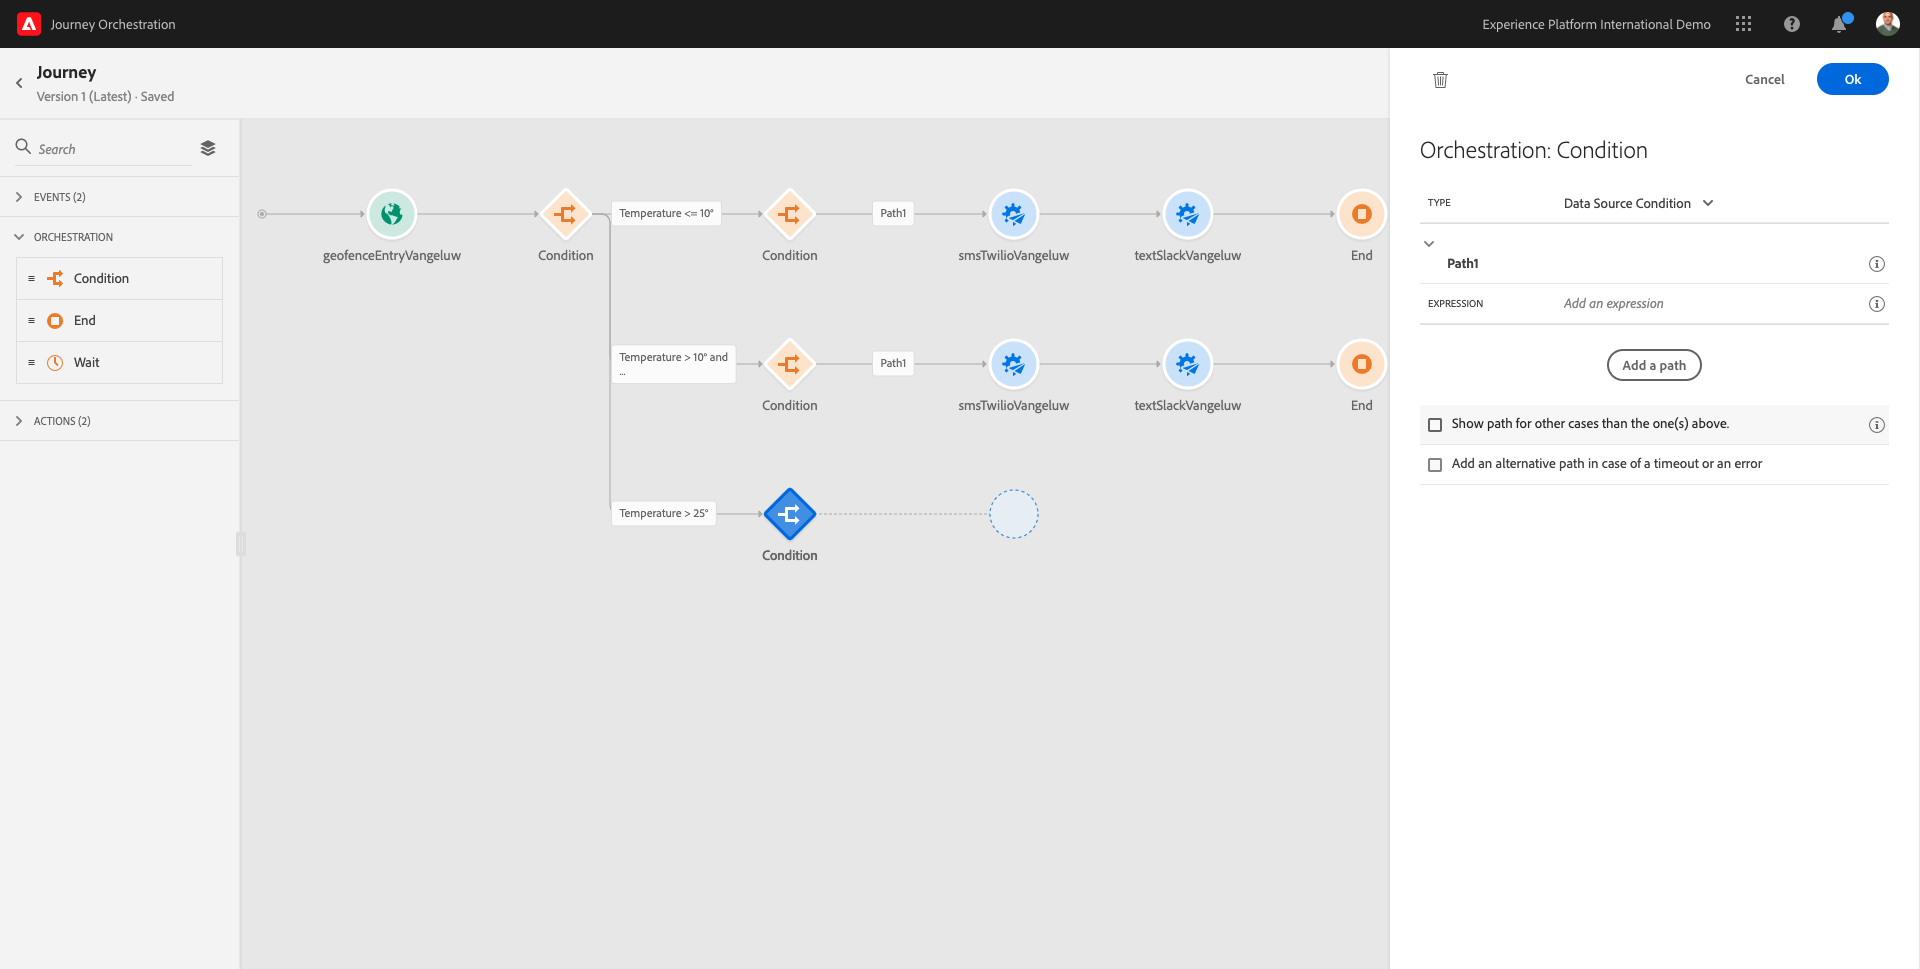 Journey Orchestration
Experience Platform International Demo
Journey
Version 1 (Latest) · Saved
Search
EVENTS (2)
ORCHESTRATION
Condition
End
Wait
ACTIONS (2)
geofenceEntryVangeluw
Condition
Temperature <= 10°
Condition
Path1
smsTwilioVangeluw
textSlackVangeluw
End
Temperature > 10° and
...
Condition
Path1
smsTwilioVangeluw
textSlackVangeluw
End
Temperature > 25°
Condition
Cancel
Ok
Orchestration: Condition
TYPE
Data Source Condition
Path1
EXPRESSION
Add an expression
Add a path
Show path for other cases than the one(s) above.
Add an alternative path in case of a timeout or an error